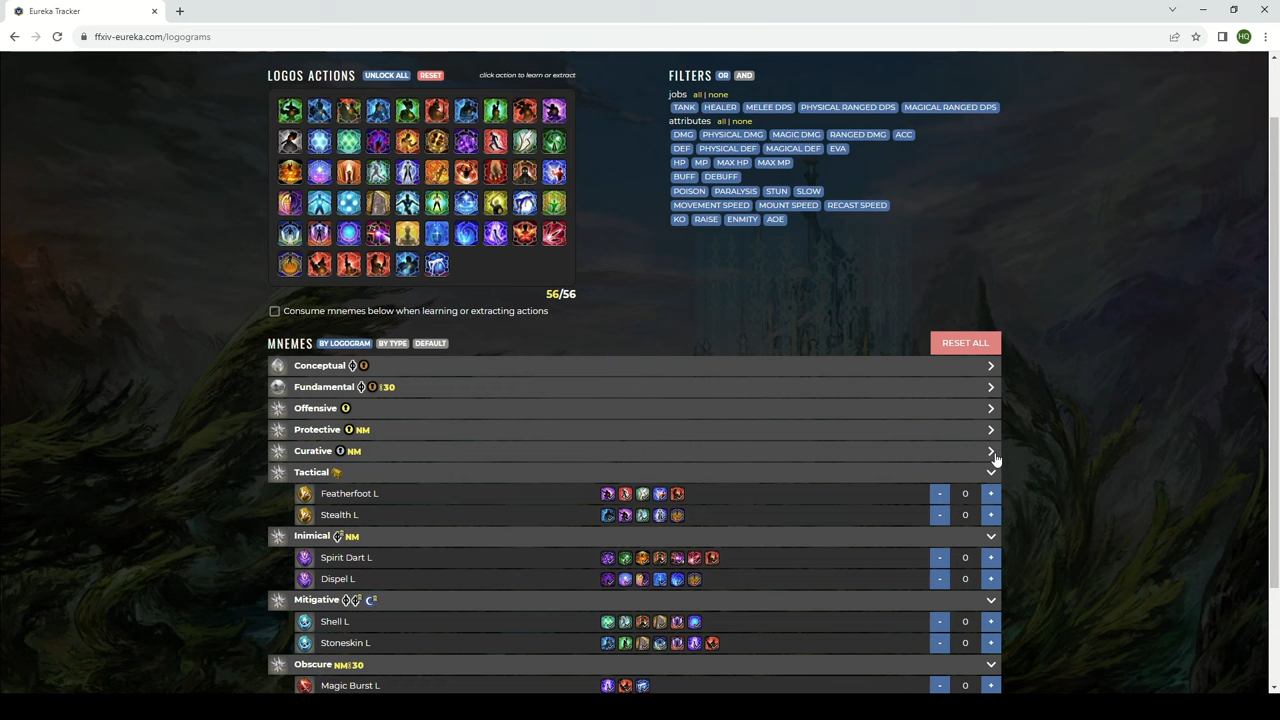 Eureka Tracker
ffxiv-eureka.com/logograms
HQ
LOGOS ACTIONS UNLOCK ALL RESET click action to learn or extract
56/56
Consume mnemes below when learning or extracting actions
FILTERS OR AND
jobs all | none
TANK HEALER MELEE DPS PHYSICAL RANGED DPS MAGICAL RANGED DPS
attributes all | none
DMG PHYSICAL DMG MAGIC DMG RANGED DMG ACC
DEF PHYSICAL DEF MAGICAL DEF EVA
HP MP MAX HP MAX MP
BUFF DEBUFF
POISON PARALYSIS STUN SLOW
MOVEMENT SPEED MOUNT SPEED RECAST SPEED
KO RAISE ENMITY AOE
MNEMES BY LOGOGRAM BY TYPE DEFAULT RESET ALL
Conceptual
Fundamental 30
Offensive
Protective NM
Curative NM
Tactical
Featherfoot L - 0 +
Stealth L - 0 +
Inimical NM
Spirit Dart L - 0 +
Dispel L - 0 +
Mitigative
Shell L - 0 +
Stoneskin L - 0 +
Obscure NM 30
Magic Burst L - 0 +